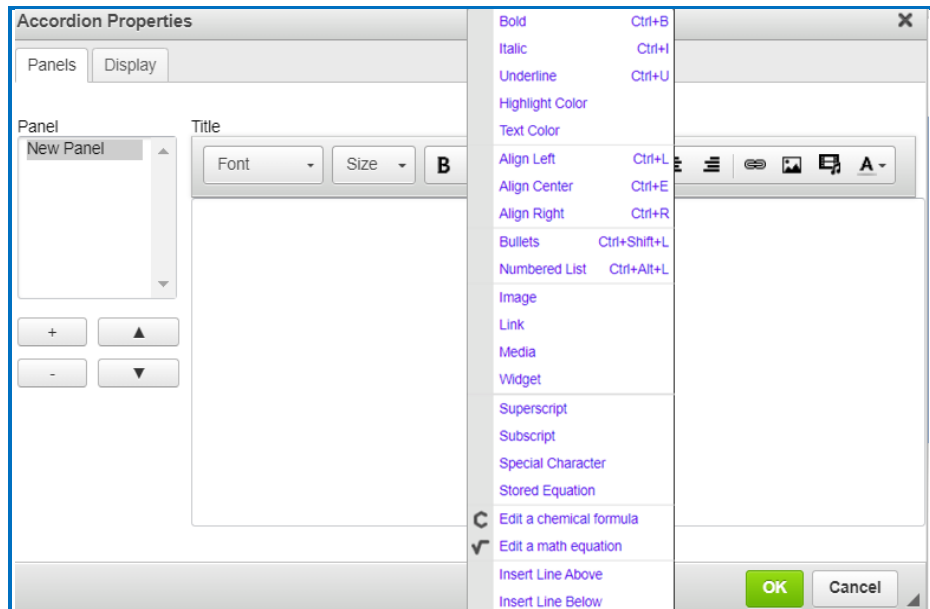 Accordion Properties
Panels Display
Panel
New Panel
+
-
Title
Font Size B A
Bold Ctrl+B
Italic Ctrl+I
Underline Ctrl+U
Highlight Color
Text Color
Align Left Ctrl+L
Align Center Ctrl+E
Align Right Ctrl+R
Bullets Ctrl+Shift+L
Numbered List Ctrl+Alt+L
Image
Link
Media
Widget
Superscript
Subscript
Special Character
Stored Equation
C Edit a chemical formula
√ Edit a math equation
Insert Line Above
Insert Line Below
OK Cancel